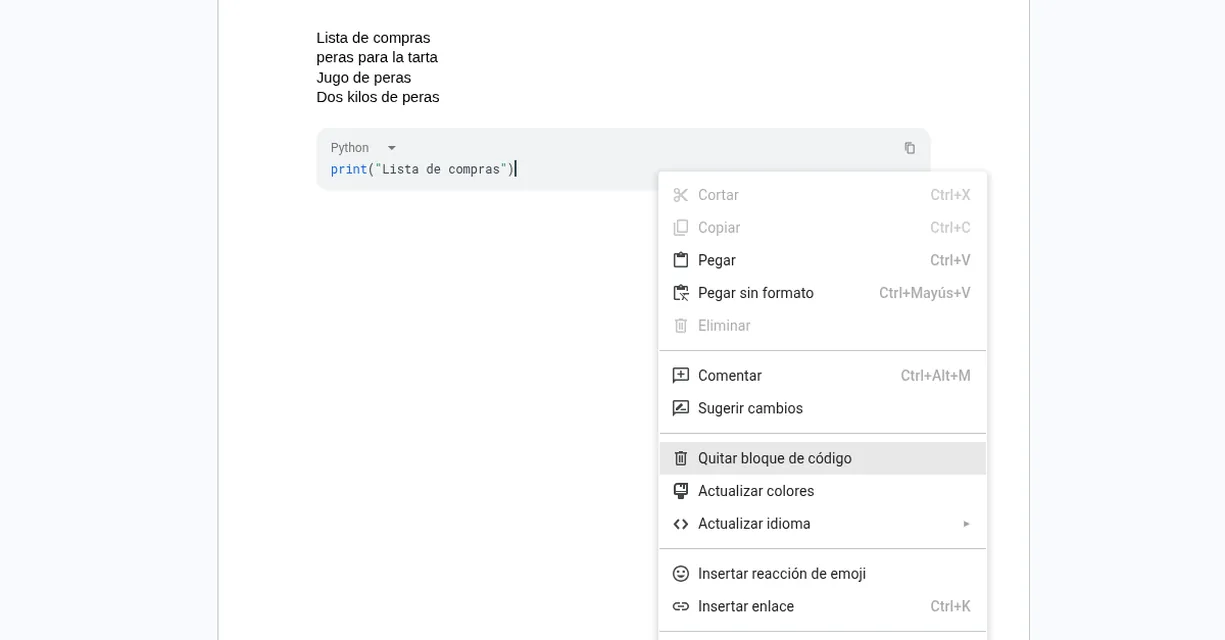 Lista de compras
peras para la tarta
Jugo de peras
Dos kilos de peras
Python
print("Lista de compras")
Cortar Ctrl+X
Copiar Ctrl+C
Pegar Ctrl+V
Pegar sin formato Ctrl+Mayús+V
Eliminar
Comentar Ctrl+Alt+M
Sugerir cambios
Quitar bloque de código
Actualizar colores
Actualizar idioma
Insertar reacción de emoji
Insertar enlace Ctrl+K